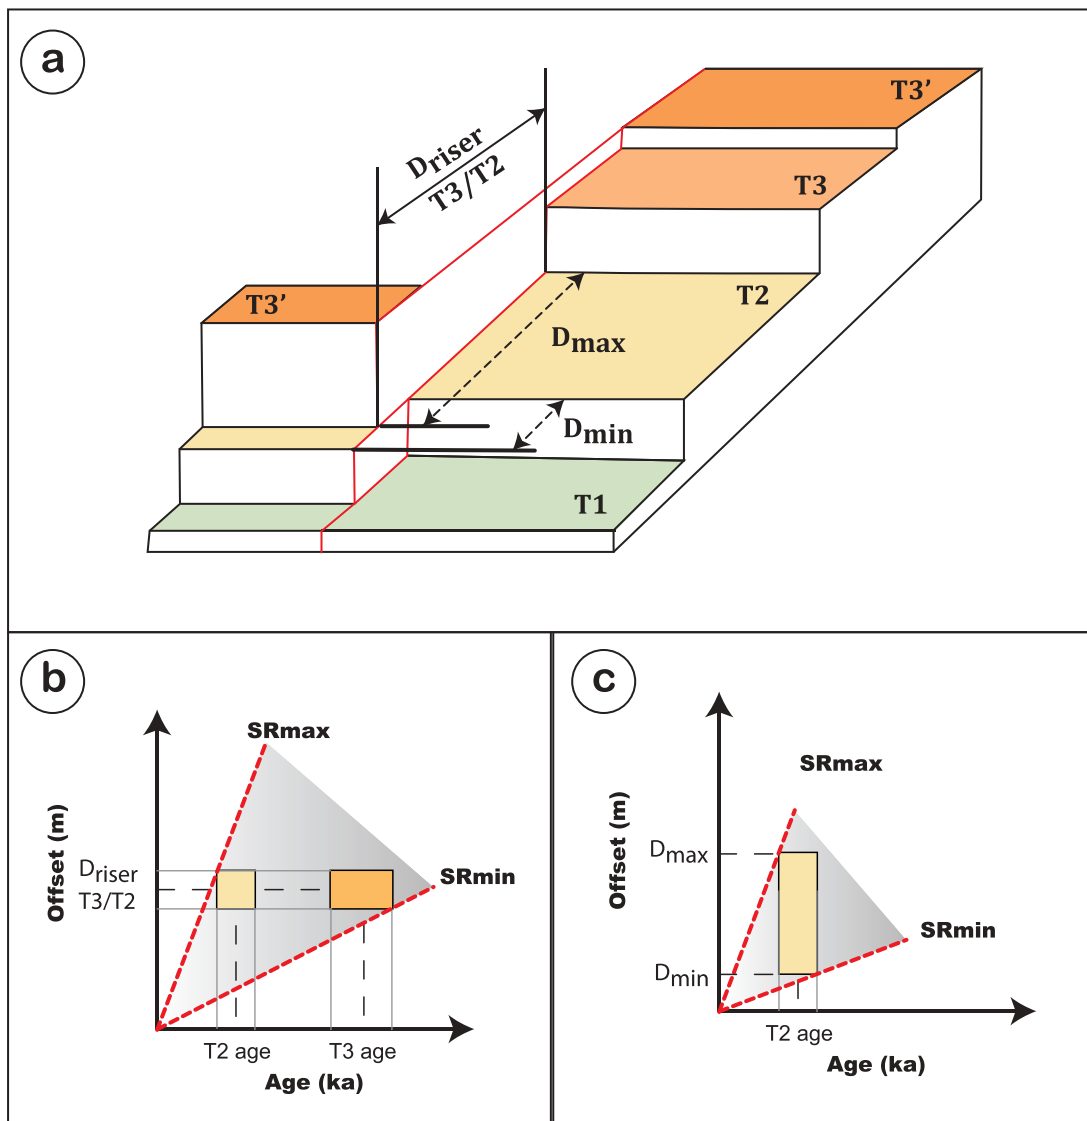 a
T3’
Driser
T3/T2
T3
T3’
T2
Dmax
Dmin
T1
b
SRmax
Offset (m)
Driser
T3/T2
SRmin
T2 age
T3 age
Age (ka)
c
SRmax
Offset (m)
Dmax
SRmin
Dmin
T2 age
Age (ka)